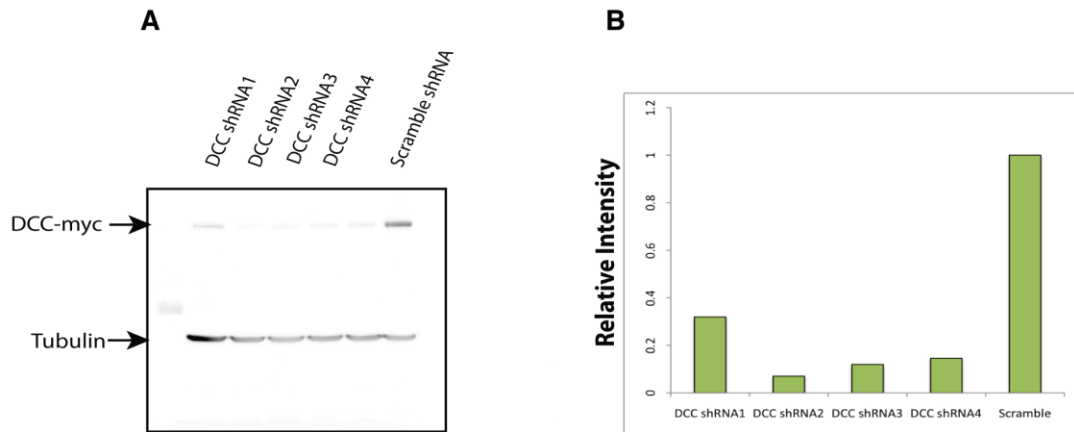 A
B
DCC shRNA1
DCC shRNA2
DCC shRNA3
DCC shRNA4
Scramble shRNA
DCC-myc
Tubulin
Relative Intensity
1.2
1
0.8
0.6
0.4
0.2
0
DCC shRNA1 DCC shRNA2 DCC shRNA3 DCC shRNA4 Scramble